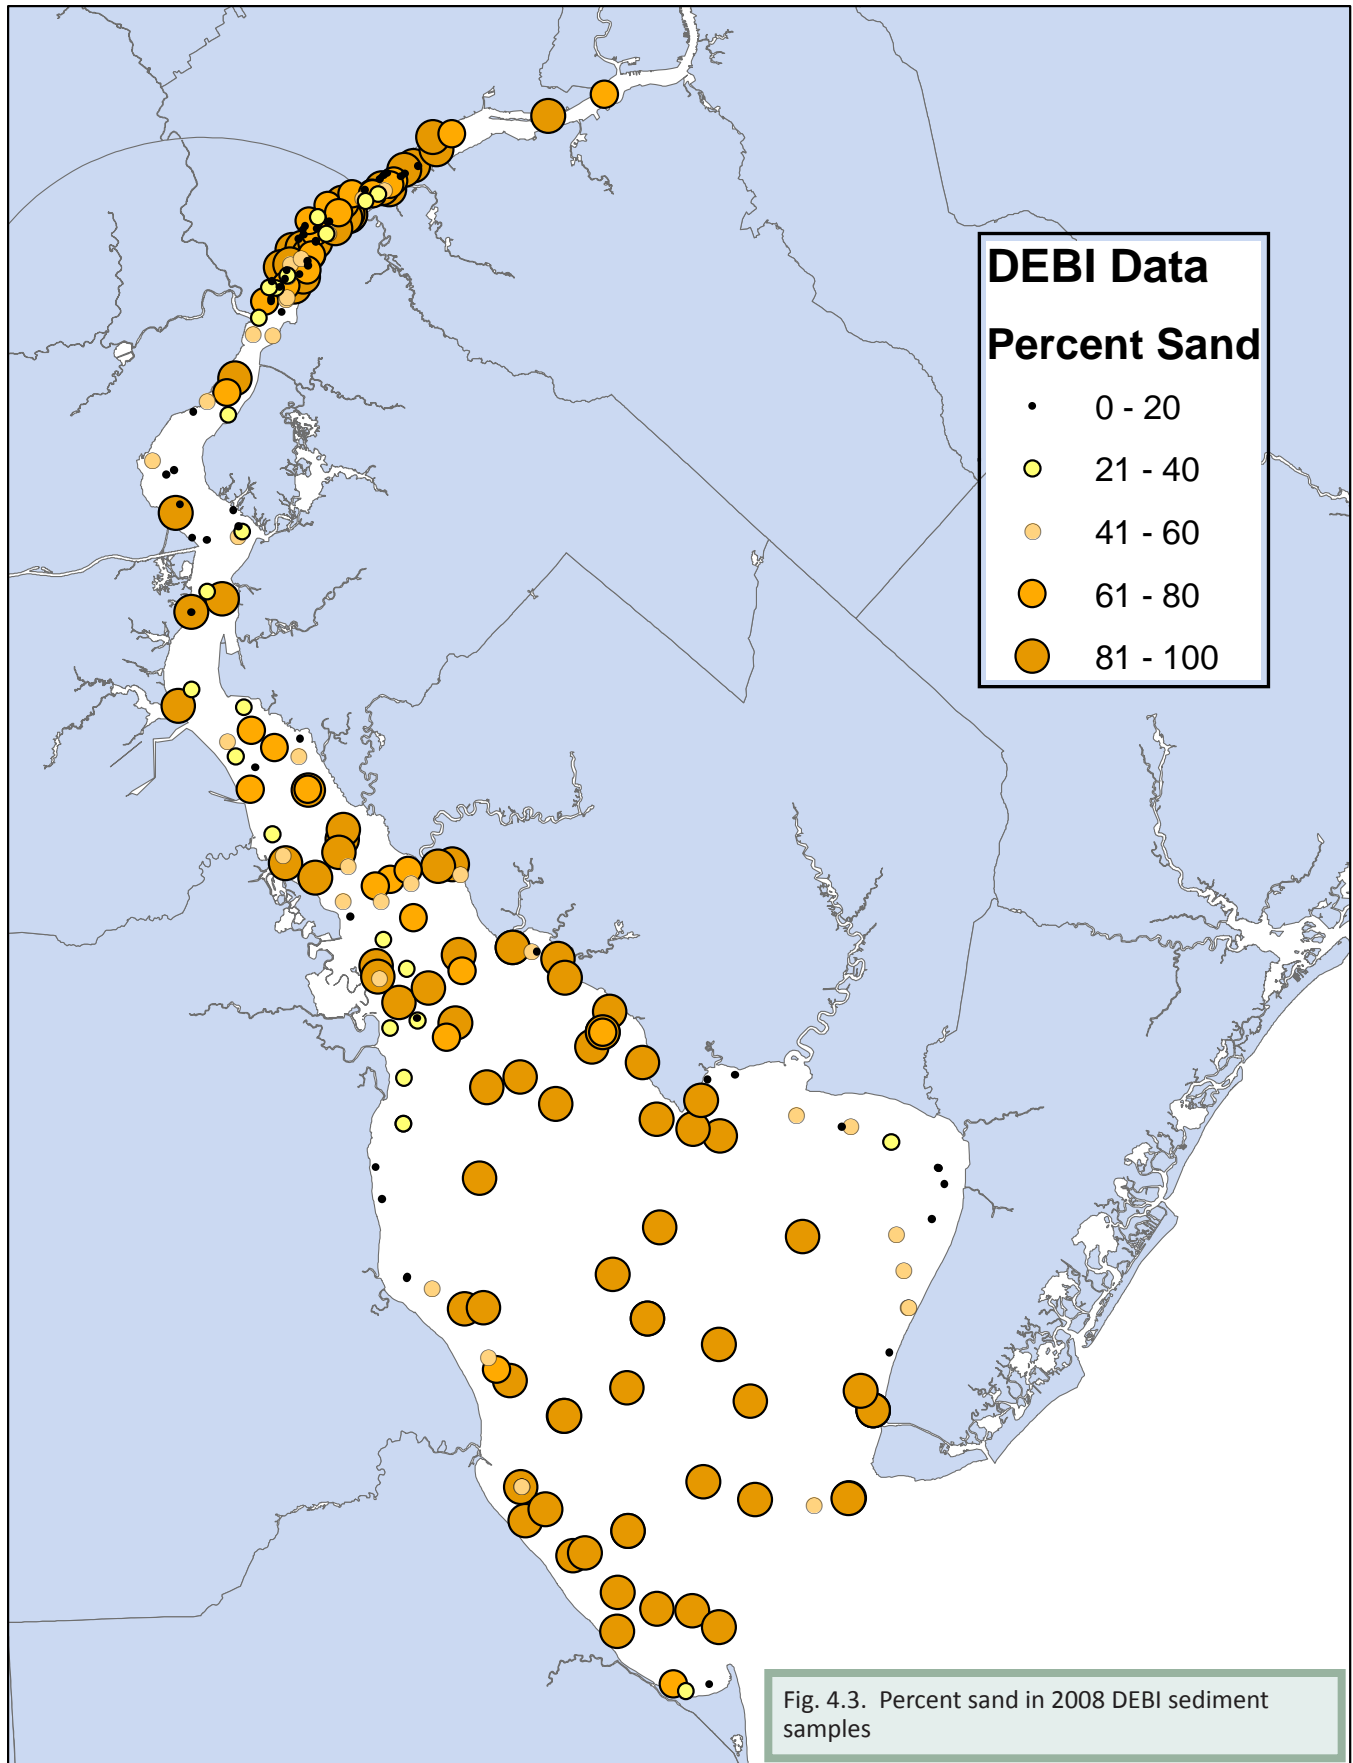 DEBI Data
Percent Sand
0 - 20
21 - 40
41 - 60
61 - 80
81 - 100
Fig. 4.3. Percent sand in 2008 DEBI sediment
samples